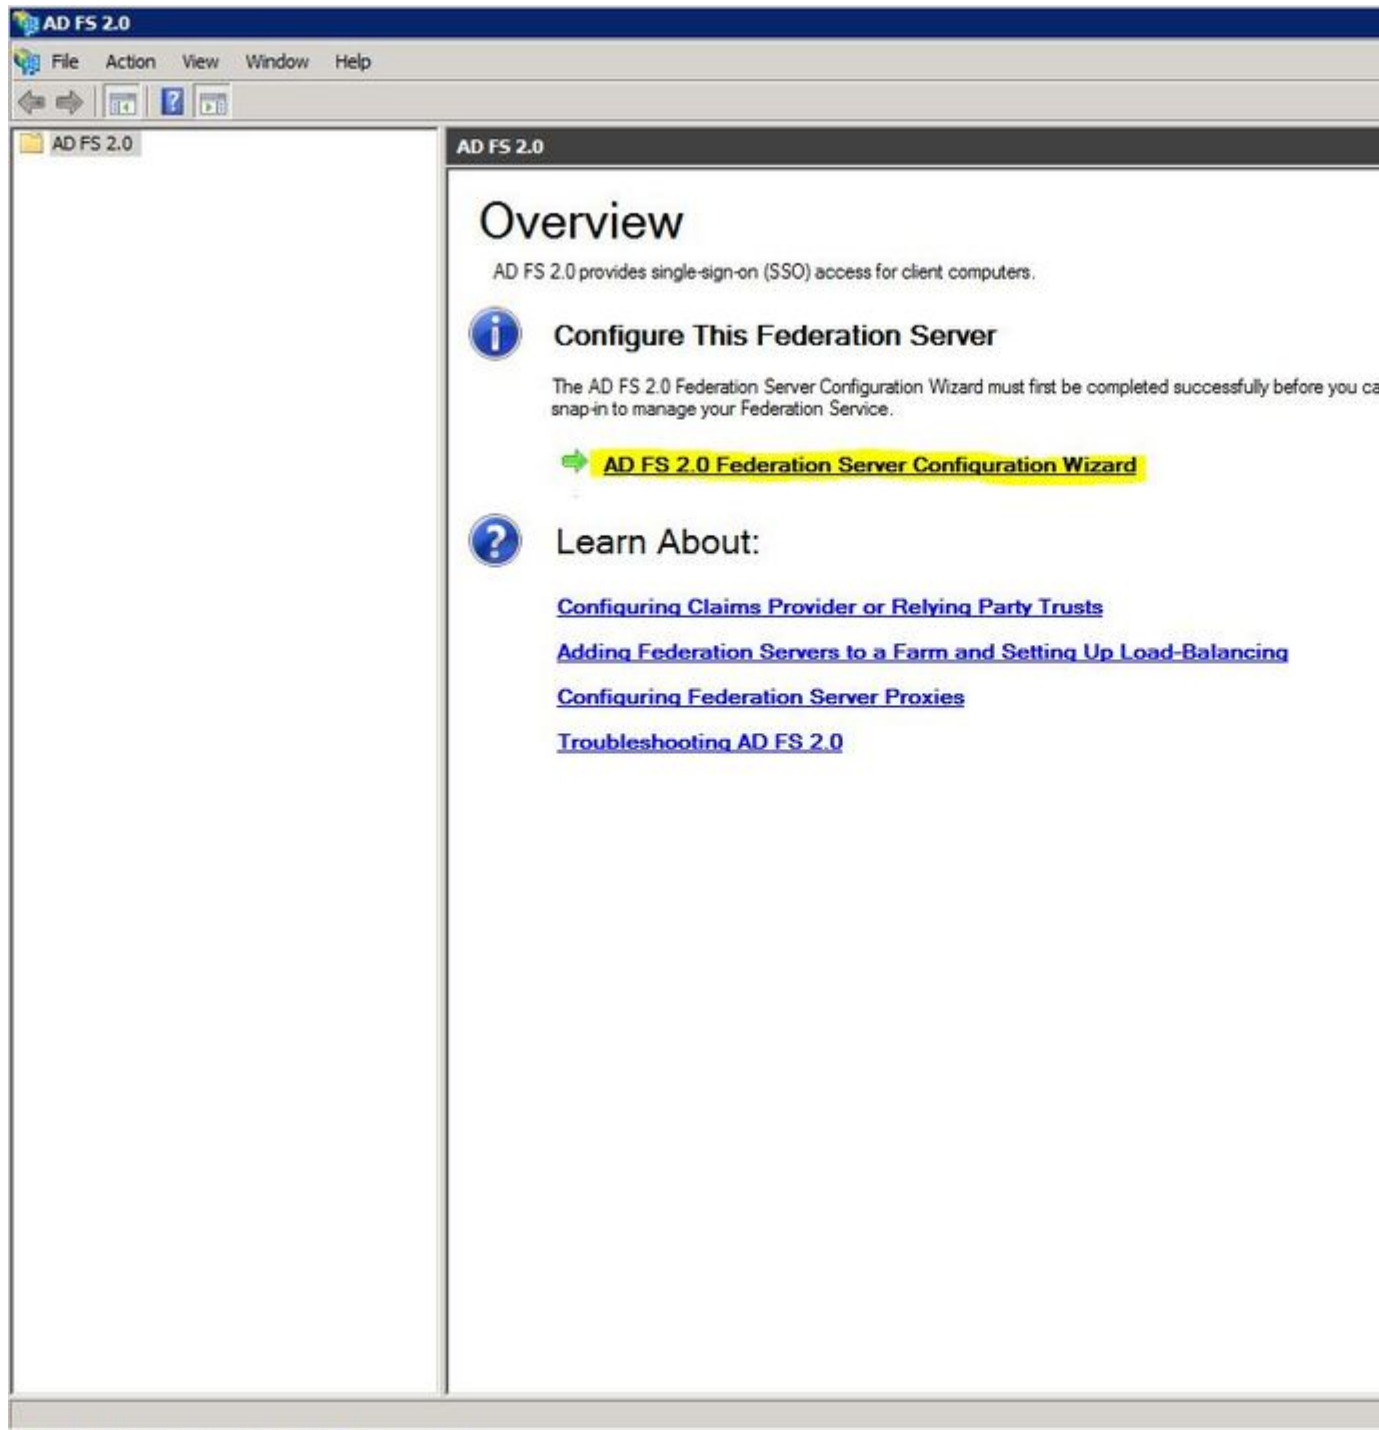 AD FS 2.0
File Action View Window Help
AD FS 2.0
AD FS 2.0
Overview
AD FS 2.0 provides single-sign-on (SSO) access for client computers.
Configure This Federation Server
The AD FS 2.0 Federation Server Configuration Wizard must first be completed successfully before you ca
snap-in to manage your Federation Service.
AD FS 2.0 Federation Server Configuration Wizard
Learn About:
Configuring Claims Provider or Relying Party Trusts
Adding Federation Servers to a Farm and Setting Up Load-Balancing
Configuring Federation Server Proxies
Troubleshooting AD FS 2.0